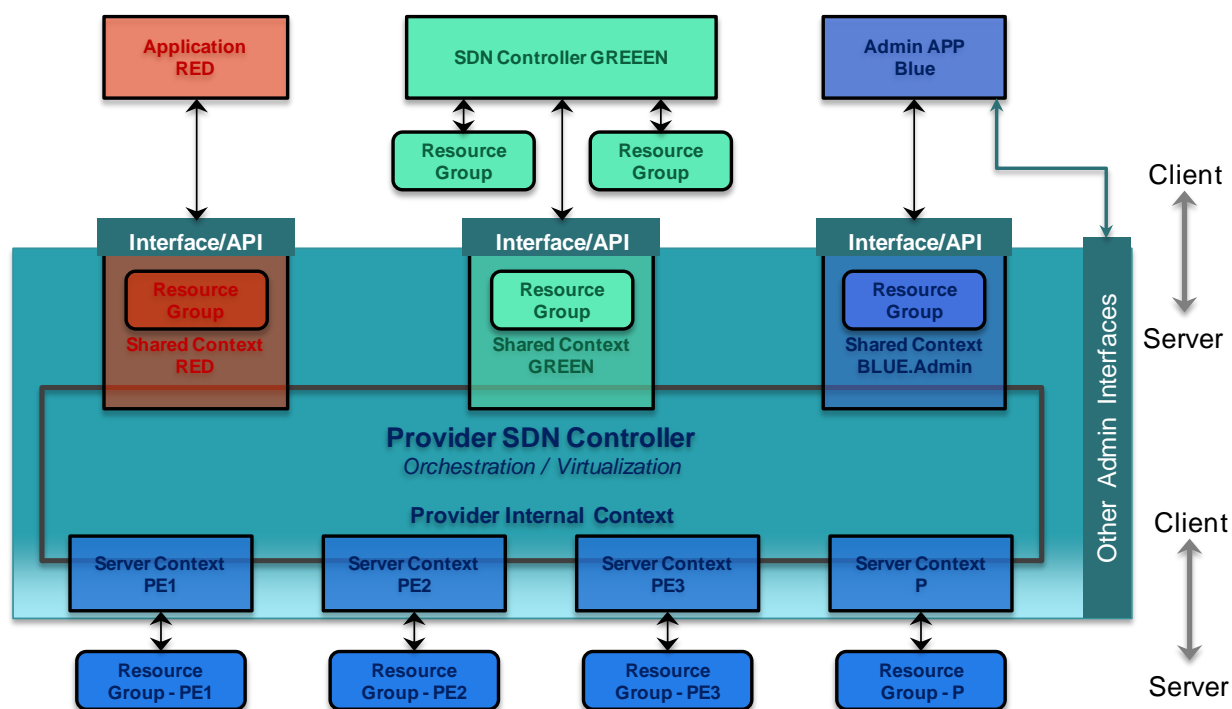 Application
RED
SDN Controller GREEEN
Admin APP
Blue
Resource
Group
Resource
Group
Client
Interface/API
Interface/API
Interface/API
Resource
Group
Shared Context
RED
Resource
Group
Shared Context
GREEN
Resource
Group
Shared Context
BLUE.Admin
Server
Other Admin Interfaces
Provider SDN Controller
Orchestration / Virtualization
Provider Internal Context
Client
Server Context
PE1
Server Context
PE2
Server Context
PE3
Server Context
P
Resource
Group - PE1
Resource
Group - PE2
Resource
Group - PE3
Resource
Group - P
Server